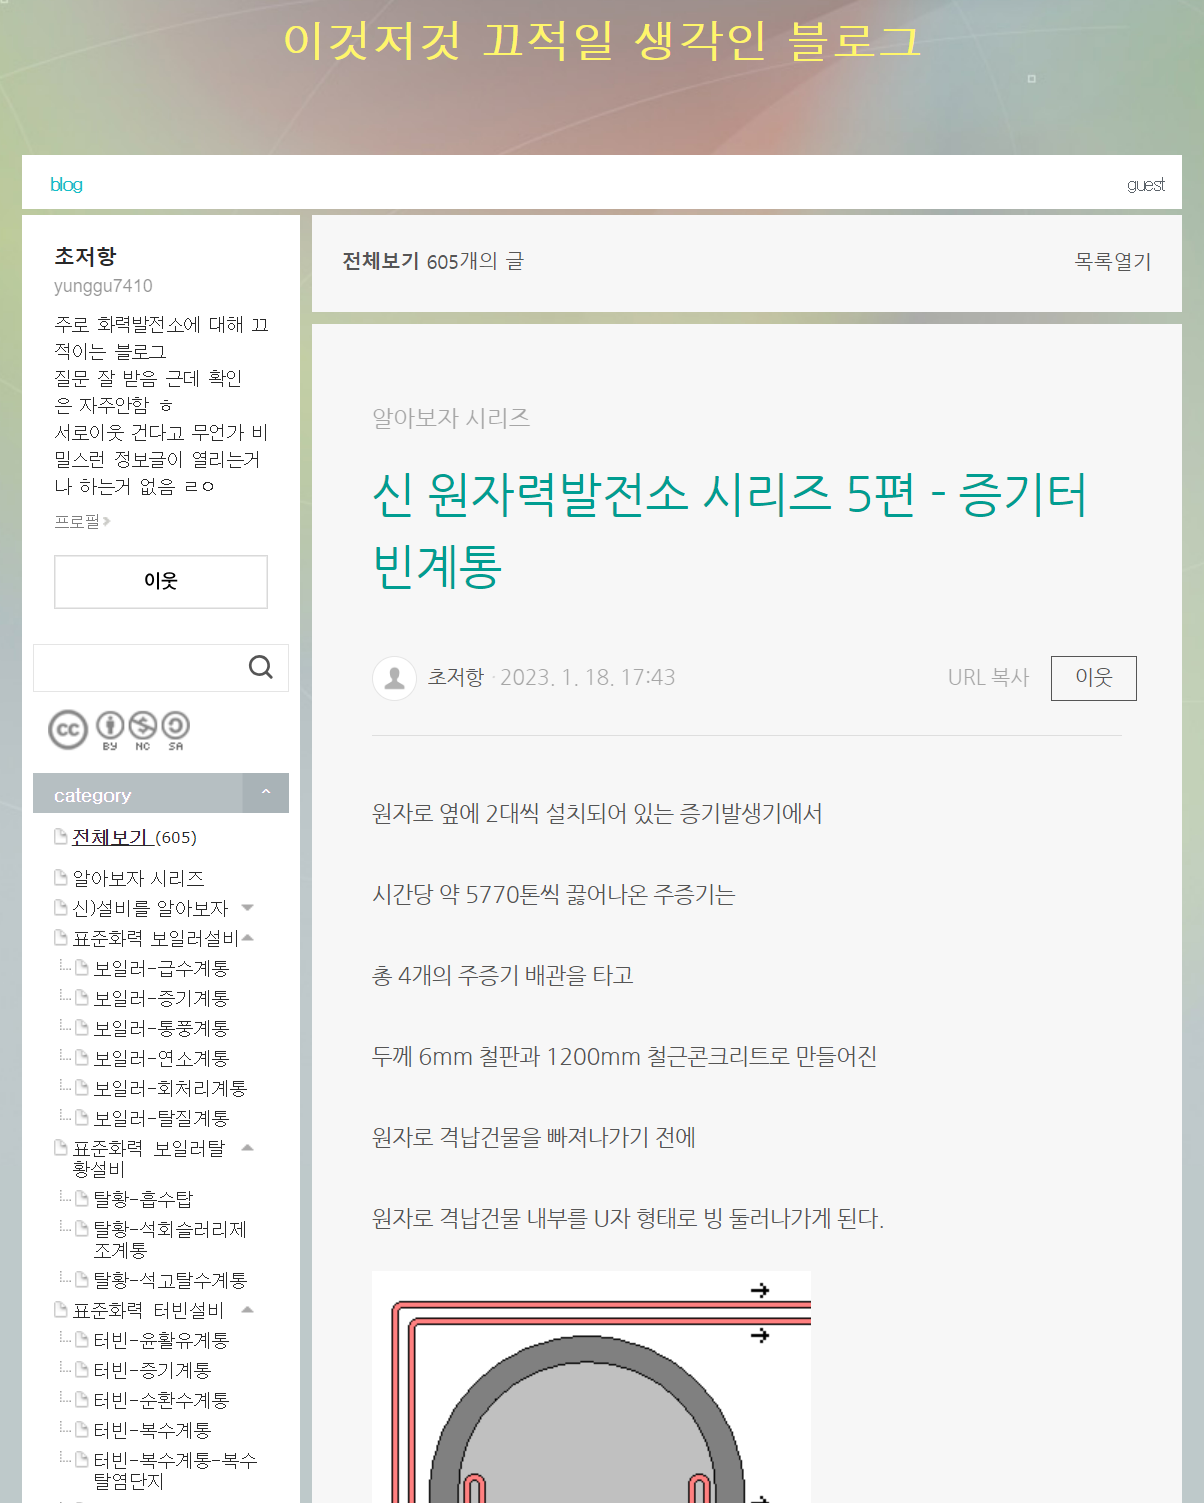 이것저것 끄적일 생각인 블로그
blog
guest
초저항
yunggu7410
주로 화력발전소에 대해 끄
적이는 블로그
질문 잘 받음 근데 확인
은 자주안함 ㅎ
서로이웃 건다고 무언가 비
밀스런 정보글이 열리는거
나 하는거 없음 ㄹㅇ
프로필
이웃
cc
BY NC SA
category
전체보기 (605)
알아보자 시리즈
신)설비를 알아보자
표준화력 보일러설비
보일러-급수계통
보일러-증기계통
보일러-통풍계통
보일러-연소계통
보일러-회처리계통
보일러-탈질계통
표준화력 보일러탈
황설비
탈황-흡수탑
탈황-석회슬러리제
조계통
탈황-석고탈수계통
표준화력 터빈설비
터빈-윤활유계통
터빈-증기계통
터빈-순환수계통
터빈-복수계통
터빈-복수계통-복수
탈염단지
전체보기 605개의 글
목록열기
알아보자 시리즈
신 원자력발전소 시리즈 5편 - 증기터
빈계통
초저항 · 2023. 1. 18. 17:43
URL 복사
이웃
원자로 옆에 2대씩 설치되어 있는 증기발생기에서
시간당 약 5770톤씩 끓어나온 주증기는
총 4개의 주증기 배관을 타고
두께 6mm 철판과 1200mm 철근콘크리트로 만들어진
원자로 격납건물을 빠져나가기 전에
원자로 격납건물 내부를 U자 형태로 빙 둘러나가게 된다.